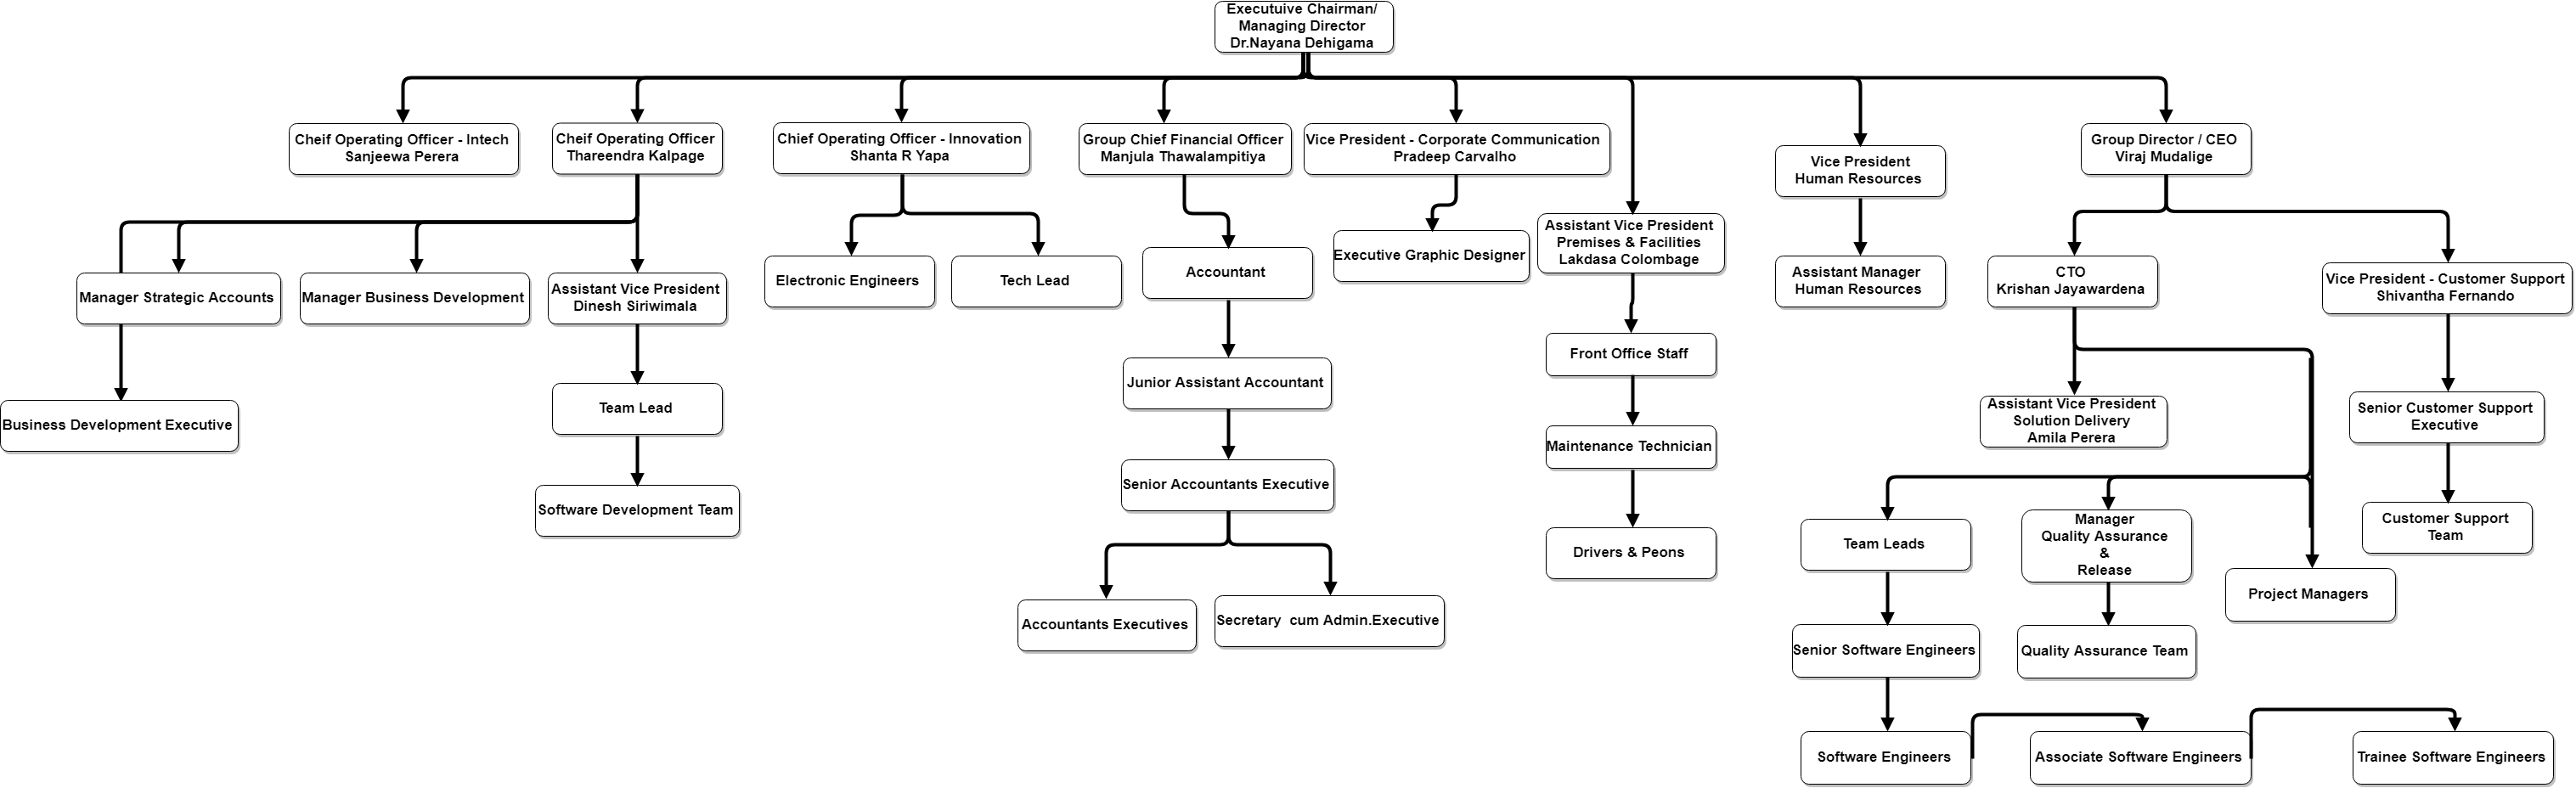 Executuive Chairman/
Managing Director
Dr.Nayana Dehigama
Cheif Operating Officer - Intech
Sanjeewa Perera
Cheif Operating Officer
Thareendra Kalpage
Chief Operating Officer - Innovation
Shanta R Yapa
Group Chief Financial Officer
Manjula Thawalampitiya
Vice President - Corporate Communication
Pradeep Carvalho
Vice President
Human Resources
Group Director / CEO
Viraj Mudalige
Manager Strategic Accounts
Manager Business Development
Assistant Vice President
Dinesh Siriwimala
Electronic Engineers
Tech Lead
Accountant
Executive Graphic Designer
Assistant Vice President
Premises & Facilities
Lakdasa Colombage
Assistant Manager
Human Resources
CTO
Krishan Jayawardena
Vice President - Customer Support
Shivantha Fernando
Business Development Executive
Team Lead
Junior Assistant Accountant
Front Office Staff
Assistant Vice President
Solution Delivery
Amila Perera
Senior Customer Support
Executive
Software Development Team
Senior Accountants Executive
Maintenance Technician
Customer Support
Team
Drivers & Peons
Team Leads
Manager
Quality Assurance
&
Release
Project Managers
Accountants Executives
Secretary  cum Admin.Executive
Senior Software Engineers
Quality Assurance Team
Software Engineers
Associate Software Engineers
Trainee Software Engineers